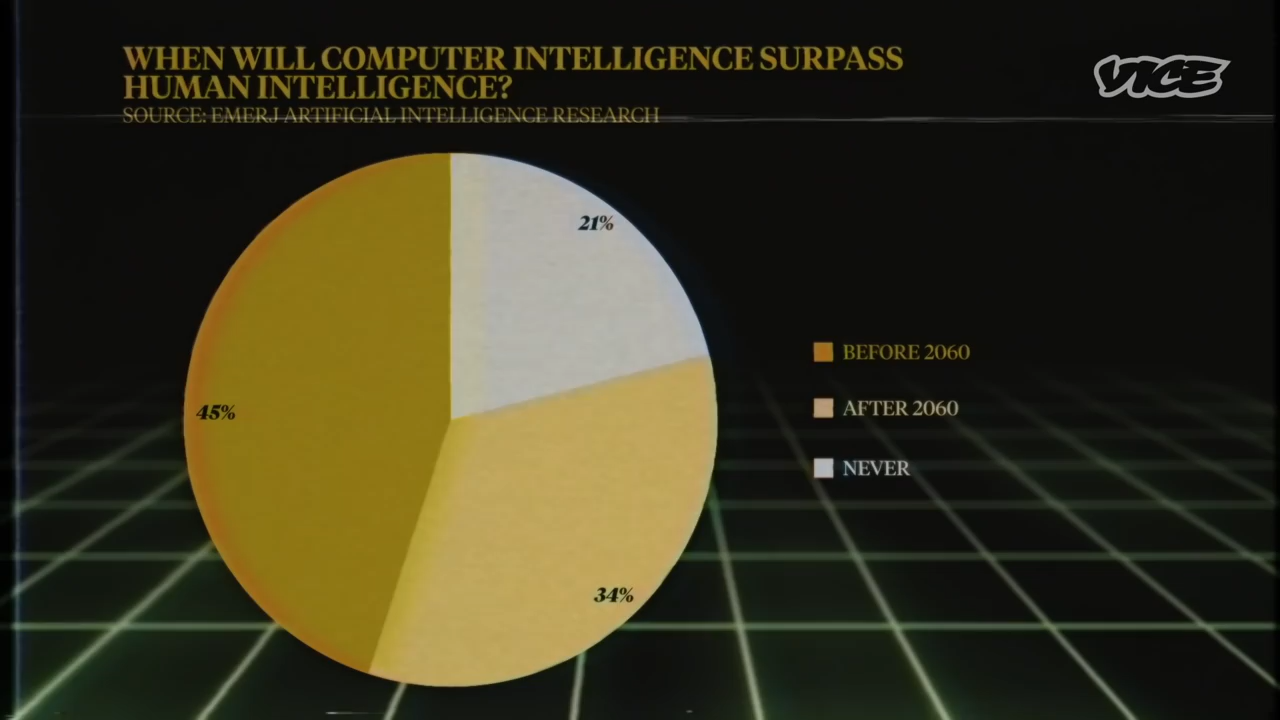 WHEN WILL COMPUTER INTELLIGENCE SURPASS
HUMAN INTELLIGENCE?
SOURCE: EMERJ ARTIFICIAL INTELLIGENCE RESEARCH
VICE
21%
45%
34%
BEFORE 2060
AFTER 2060
NEVER